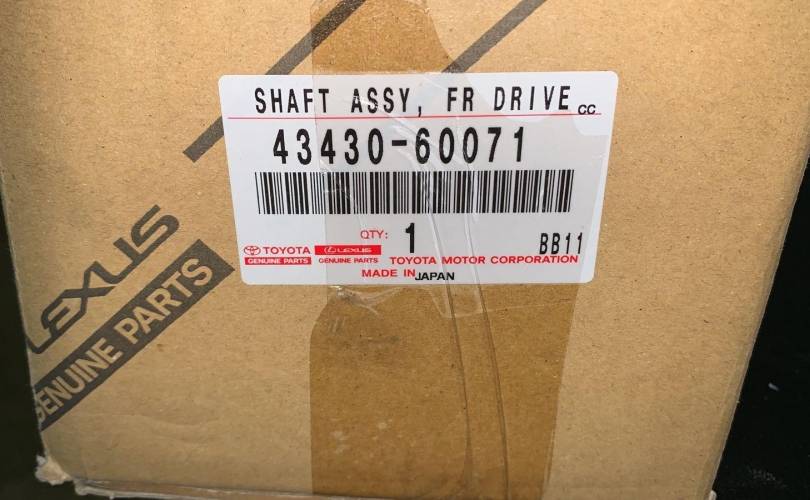 SHAFT ASSY, FR DRIVE CC
43430-60071
QTY: 1 BB11
TOYOTA LEXUS
GENUINE PARTS GENUINE PARTS TOYOTA MOTOR CORPORATION
MADE IN JAPAN
LEXUS
GENUINE PARTS